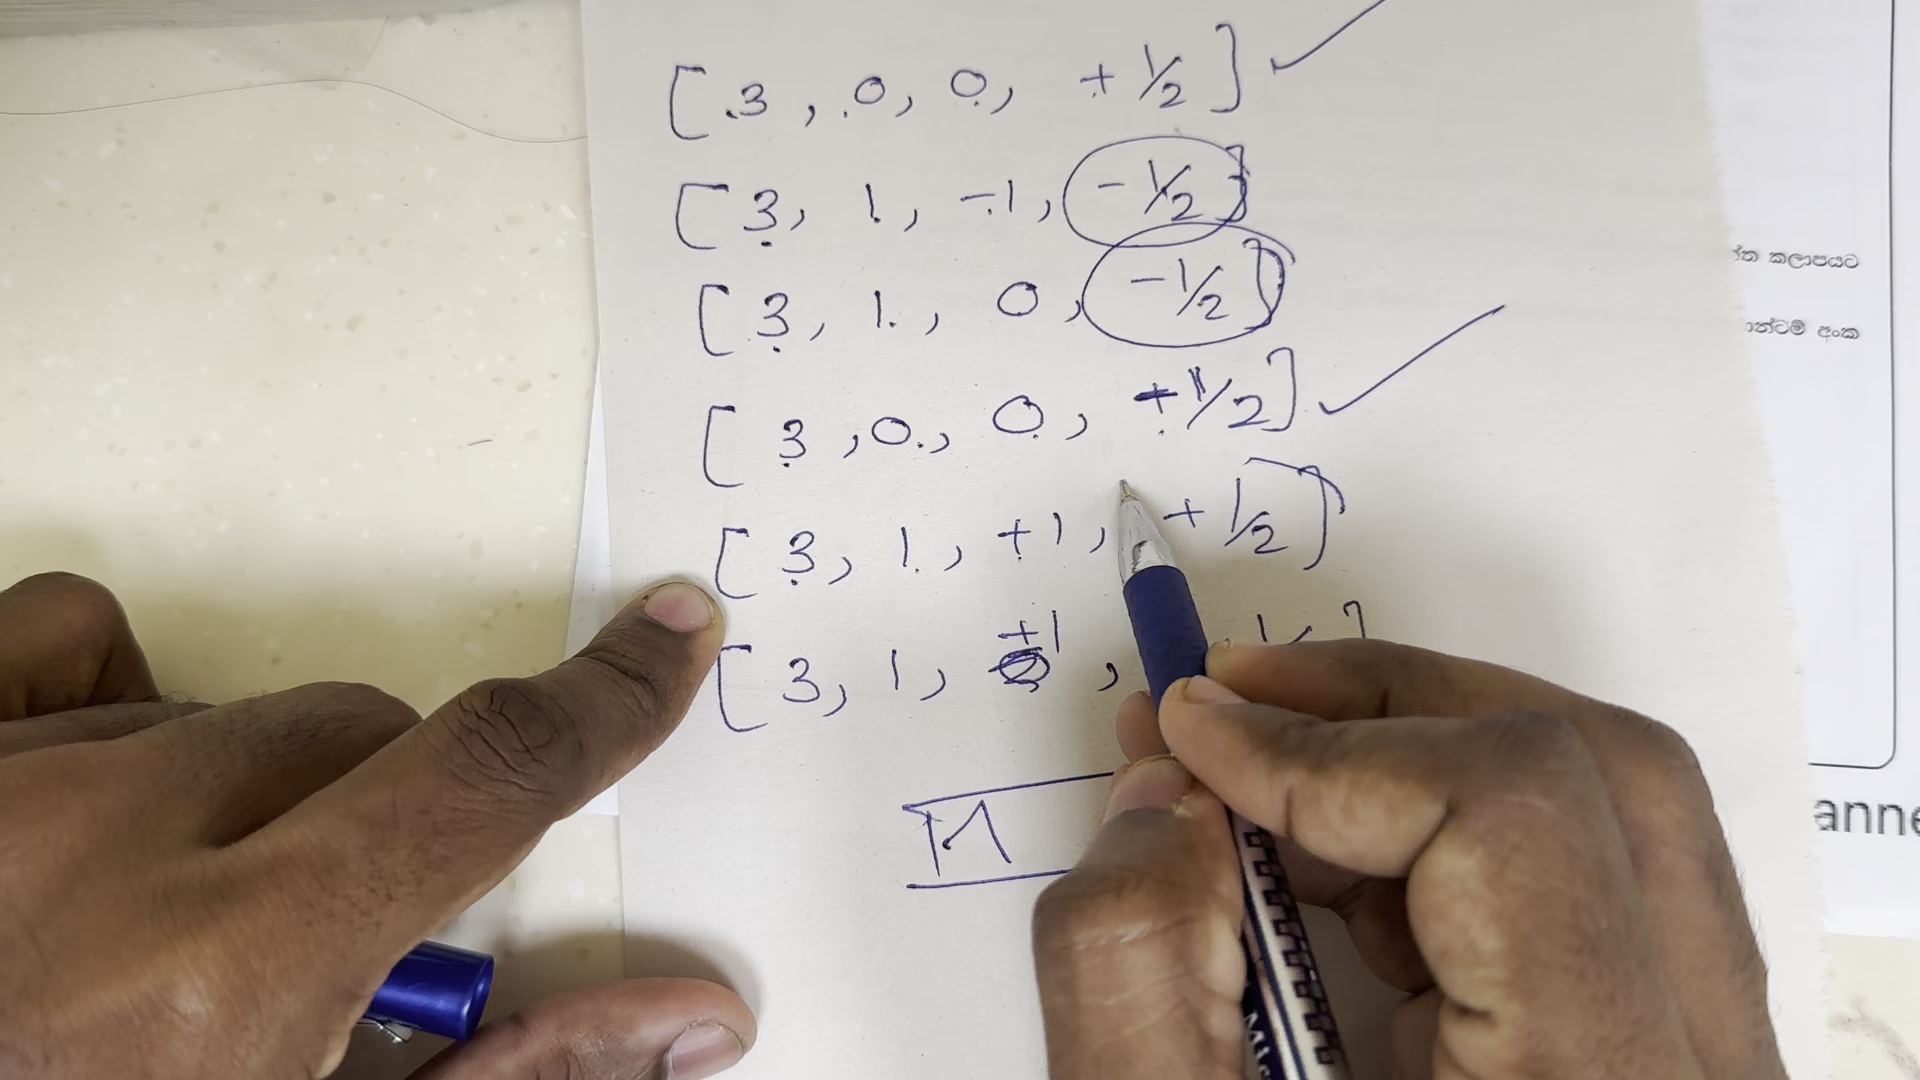 [3, 0, 0, +1/2] ✓
[3, 1, -1, -1/2]
[3, 1, 0, -1/2]
[3, 0, 0, +1/2] ✓
[3, 1, +1, +1/2]
[3, 1, +1, 1/ ]
කලාපයට
අංක
anne